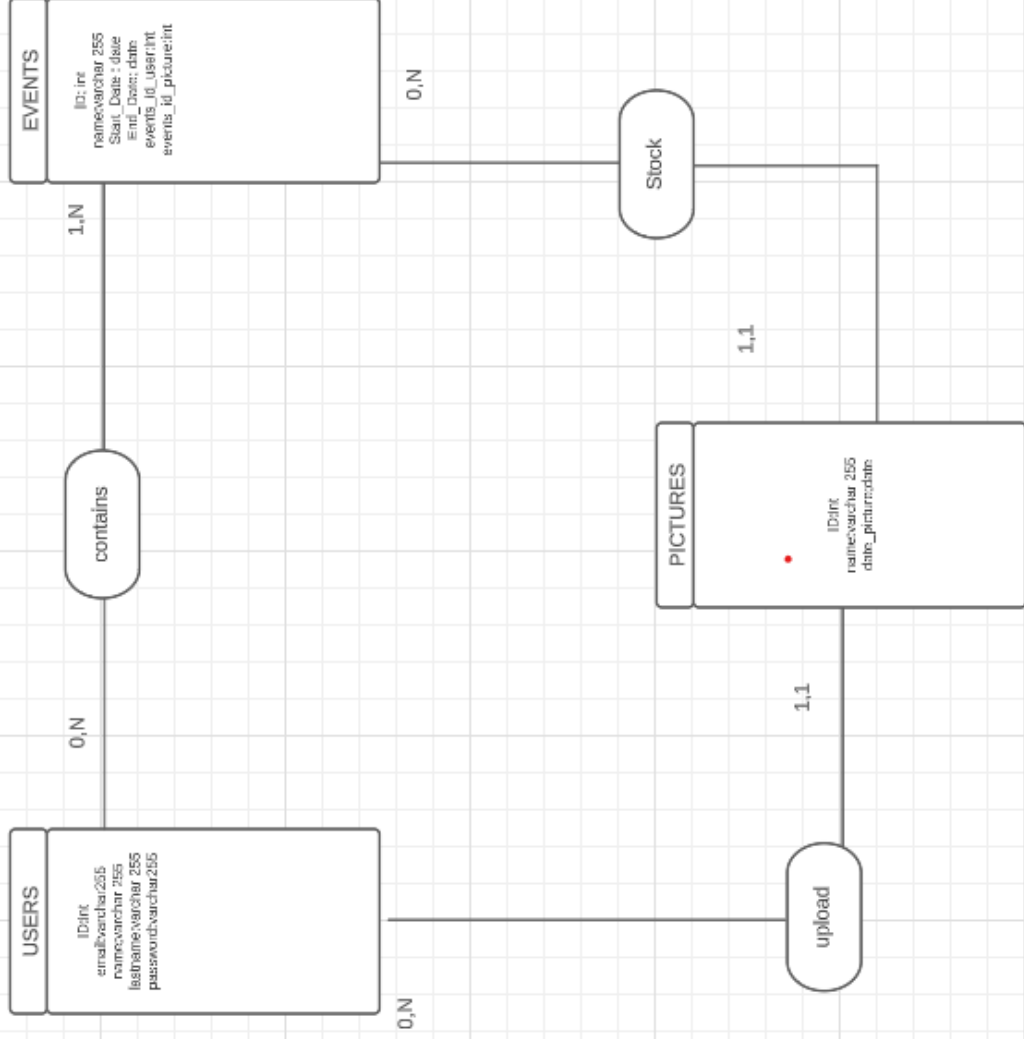 USERS
ID:int
email:varchar255
name:varchar 255
lastname:varchar 255
password:varchar255
0,N
contains
1,N
EVENTS
ID: int
name:varchar 255
Start_Date : date
End_Date: date
events_id_user:int
events_id_picture:int
0,N
0,N
Stock
1,1
PICTURES
ID:int
name:varchar 255
date_picture:date
1,1
upload